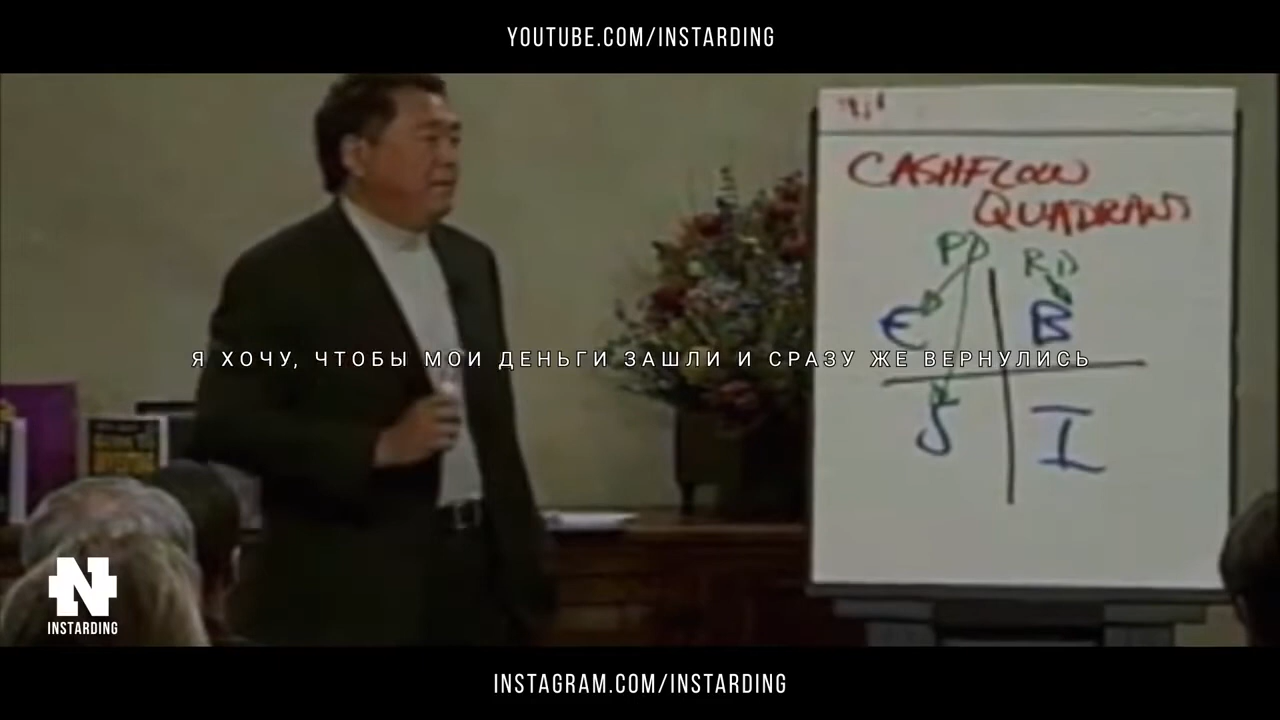 YOUTUBE.COM/INSTARDING
CASHFLOW
QUADRANT
PD RD
E B
Я ХОЧУ, ЧТОБЫ МОИ ДЕНЬГИ ЗАШЛИ И СРАЗУ ЖЕ ВЕРНУЛИСЬ
S I
N
INSTARDING
INSTAGRAM.COM/INSTARDING